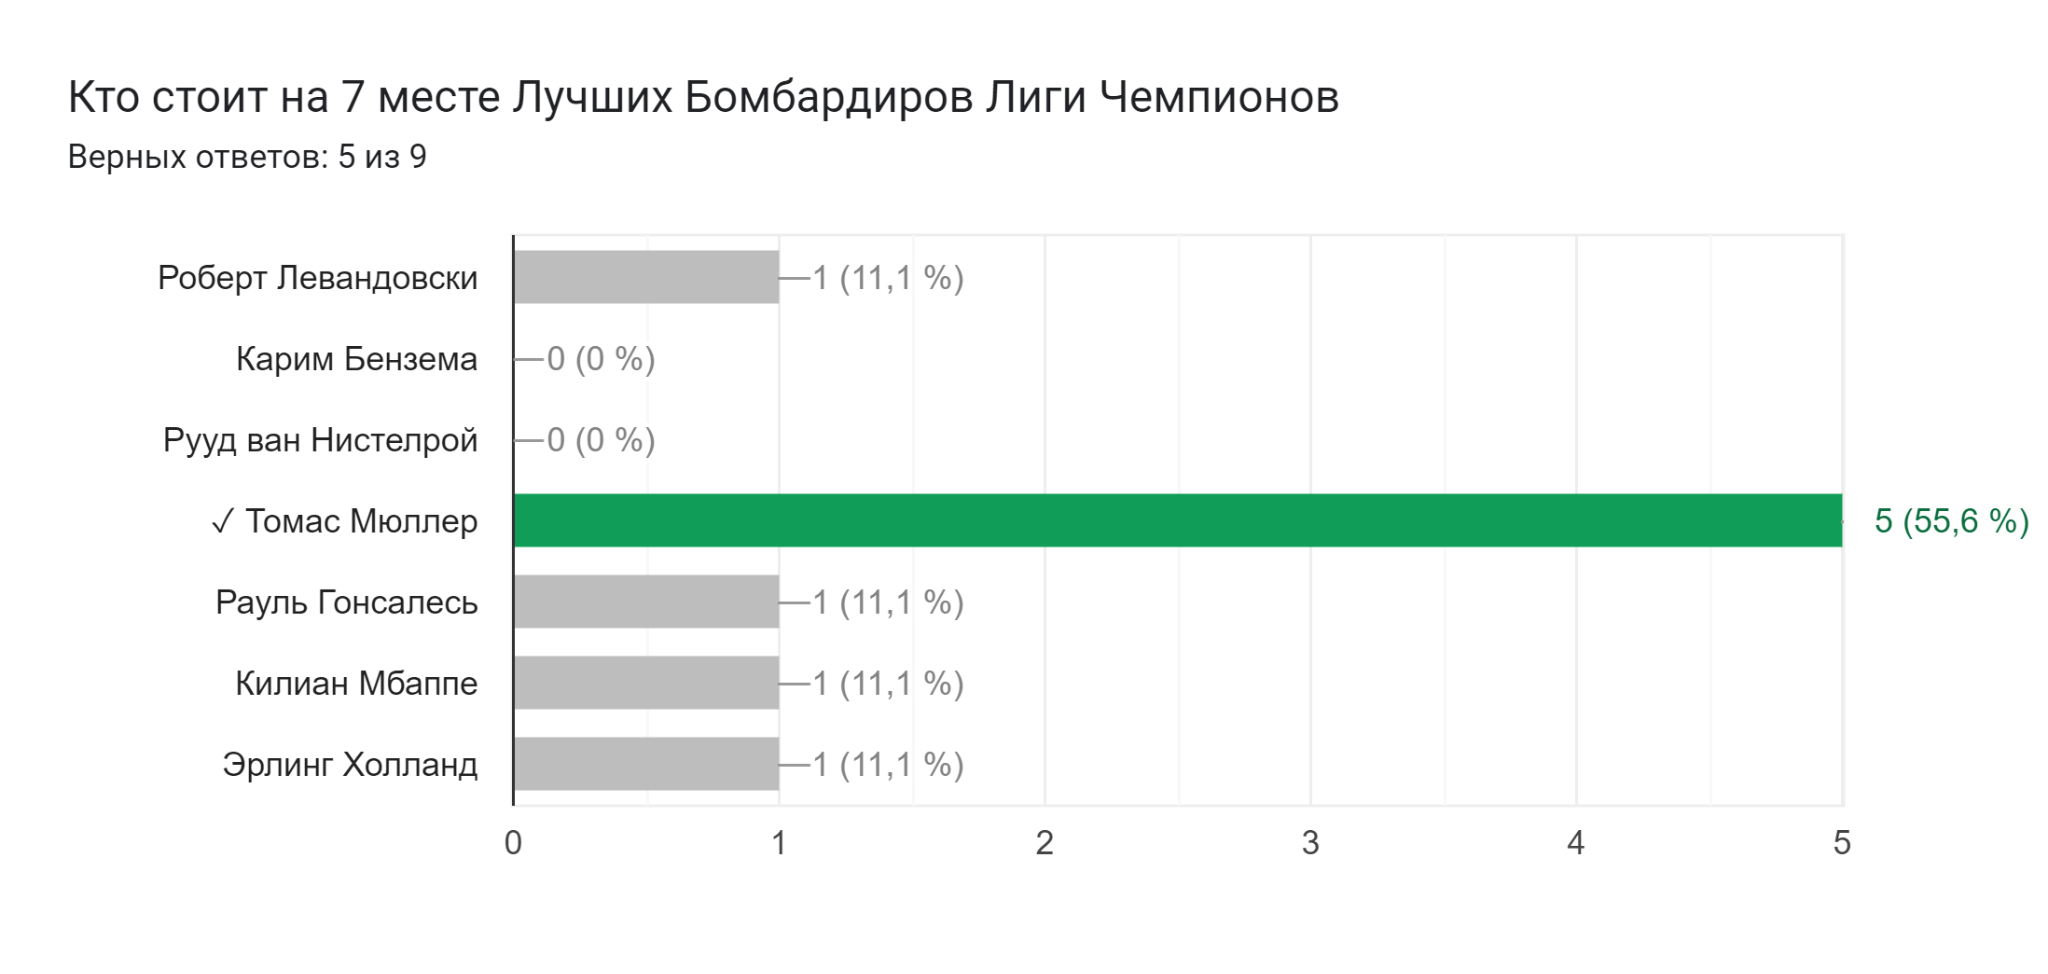 Кто стоит на 7 месте Лучших Бомбардиров Лиги Чемпионов
Верных ответов: 5 из 9
Роберт Левандовски 1 (11,1 %)
Карим Бензема 0 (0 %)
Рууд ван Нистелрой 0 (0 %)
✓ Томас Мюллер 5 (55,6 %)
Рауль Гонсалесь 1 (11,1 %)
Килиан Мбаппе 1 (11,1 %)
Эрлинг Холланд 1 (11,1 %)
0 1 2 3 4 5